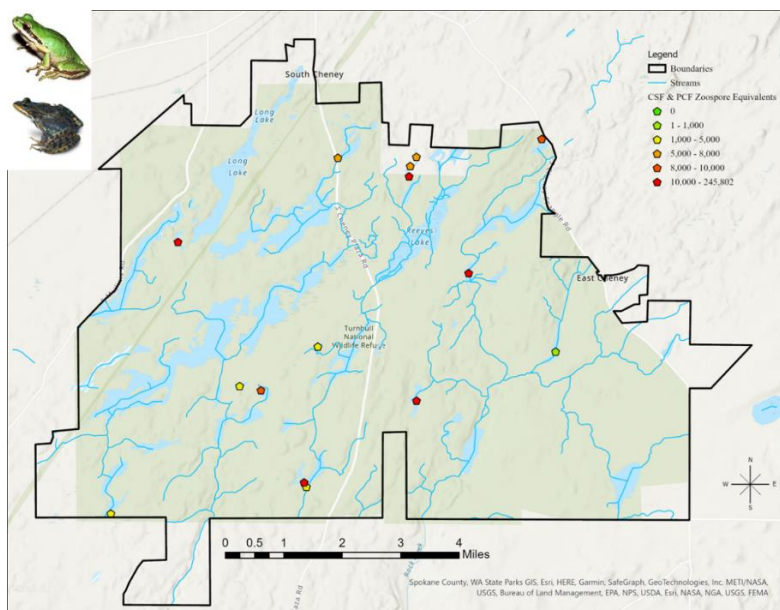 South Cheney
Long
Lake
Long
Lake
S Cheney Plaza Rd
Reeves
Lake
East Cheney
Turnbull
National
Wildlife Refuge
Legend
Boundaries
Streams
CSF & PCF Zoospore Equivalents
0
1 - 1,000
1,000 - 5,000
5,000 - 8,000
8,000 - 10,000
10,000 - 245,802
N
W
E
S
0 0.5 1 2 3 4
Miles
Spokane County, WA State Parks GIS, Esri, HERE, Garmin, SafeGraph, GeoTechnologies, Inc, METI/NASA,
USGS, Bureau of Land Management, EPA, NPS, USDA, Esri, NASA, NGA, USGS, FEMA